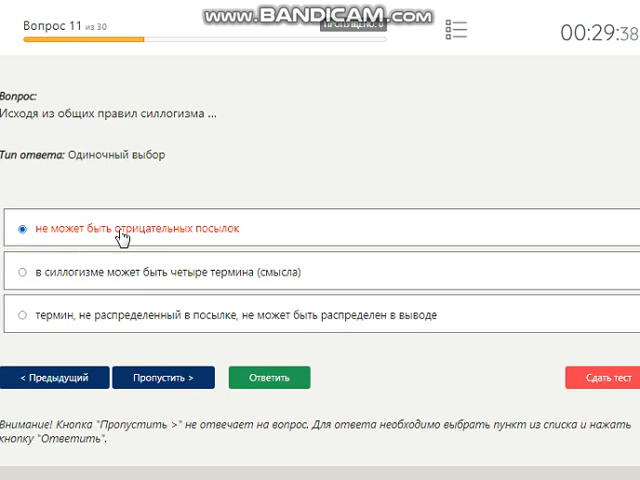 www.BANDICAM.com
Вопрос 11 из 30
ПРОПУЩЕНО: 0
00:29:38
Вопрос:
Исходя из общих правил силлогизма ...
Тип ответа: Одиночный выбор
не может быть отрицательных посылок
в силлогизме может быть четыре термина (смысла)
термин, не распределенный в посылке, не может быть распределен в выводе
< Предыдущий
Пропустить >
Ответить
Сдать тест
Внимание! Кнопка "Пропустить >" не отвечает на вопрос. Для ответа необходимо выбрать пункт из списка и нажать
кнопку "Ответить".